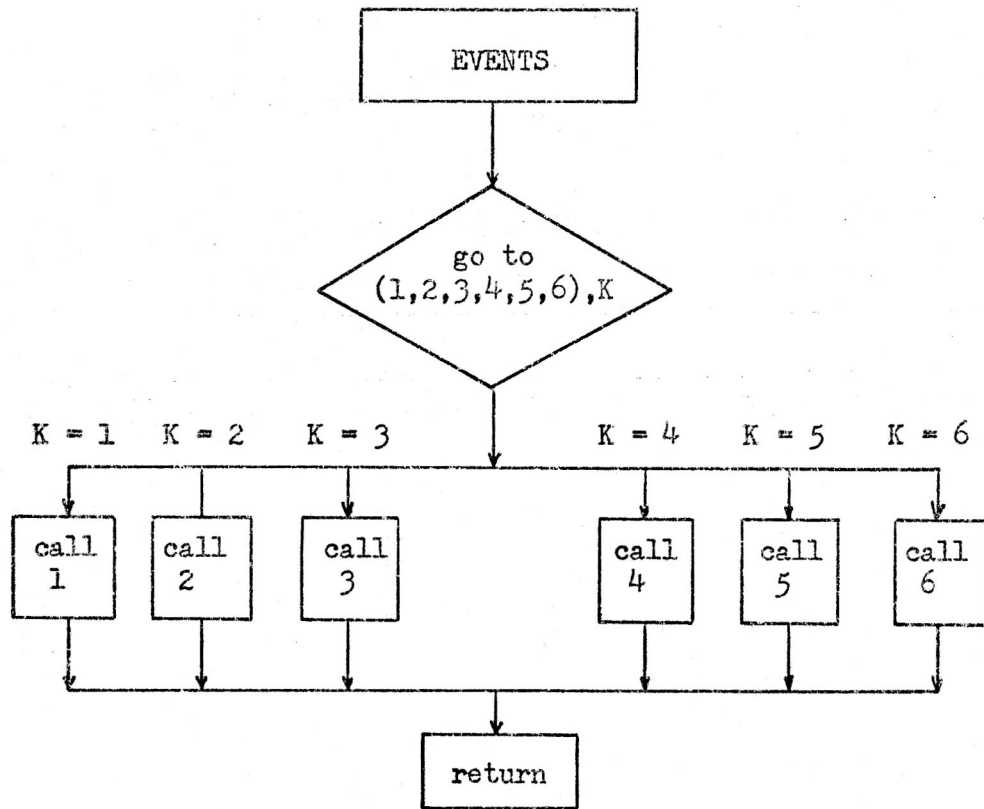 EVENTS
go to
(1,2,3,4,5,6),K
K = 1 K = 2 K = 3 K = 4 K = 5 K = 6
call call call call call call
1 2 3 4 5 6
return